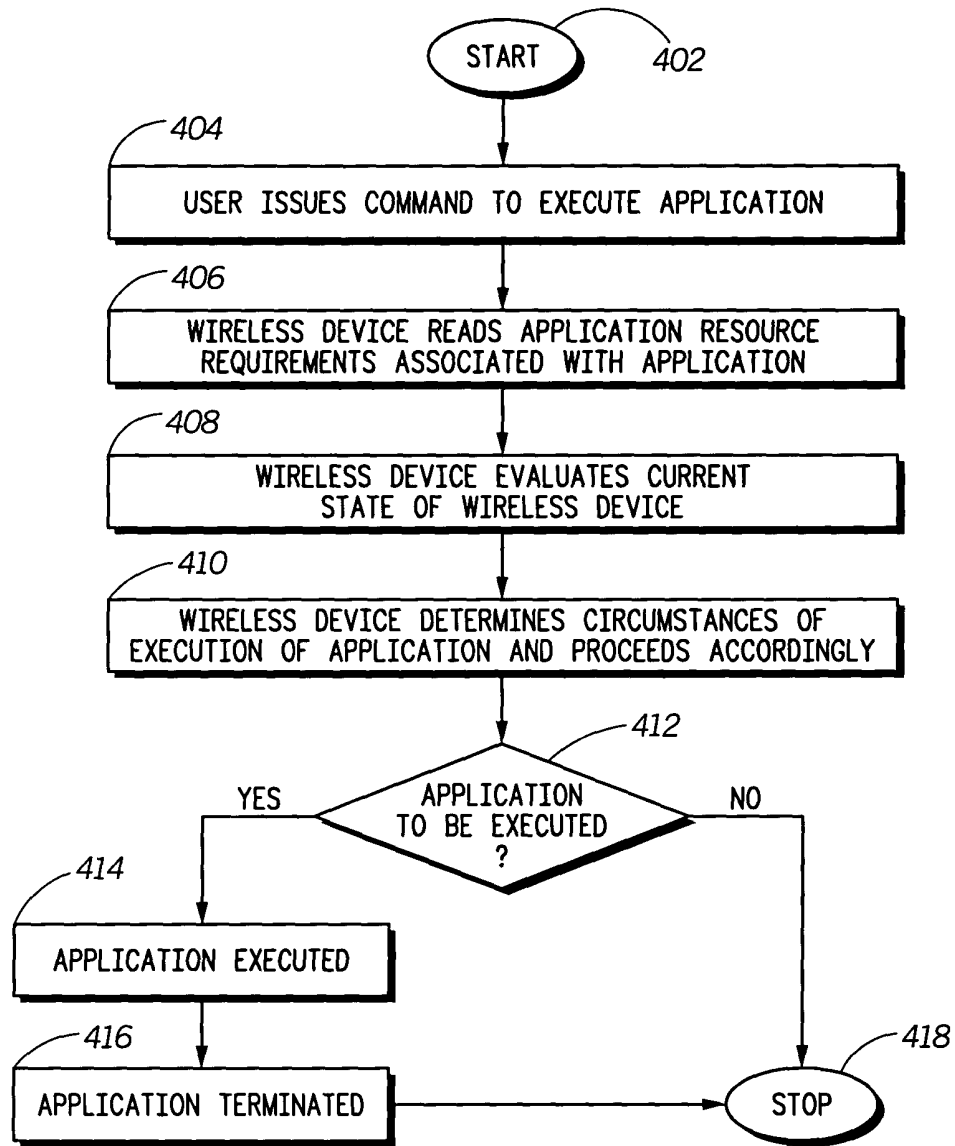 START
402
404
USER ISSUES COMMAND TO EXECUTE APPLICATION
406
WIRELESS DEVICE READS APPLICATION RESOURCE
REQUIREMENTS ASSOCIATED WITH APPLICATION
408
WIRELESS DEVICE EVALUATES CURRENT
STATE OF WIRELESS DEVICE
410
WIRELESS DEVICE DETERMINES CIRCUMSTANCES OF
EXECUTION OF APPLICATION AND PROCEEDS ACCORDINGLY
412
YES
APPLICATION
TO BE EXECUTED
?
NO
414
APPLICATION EXECUTED
416
APPLICATION TERMINATED
418
STOP